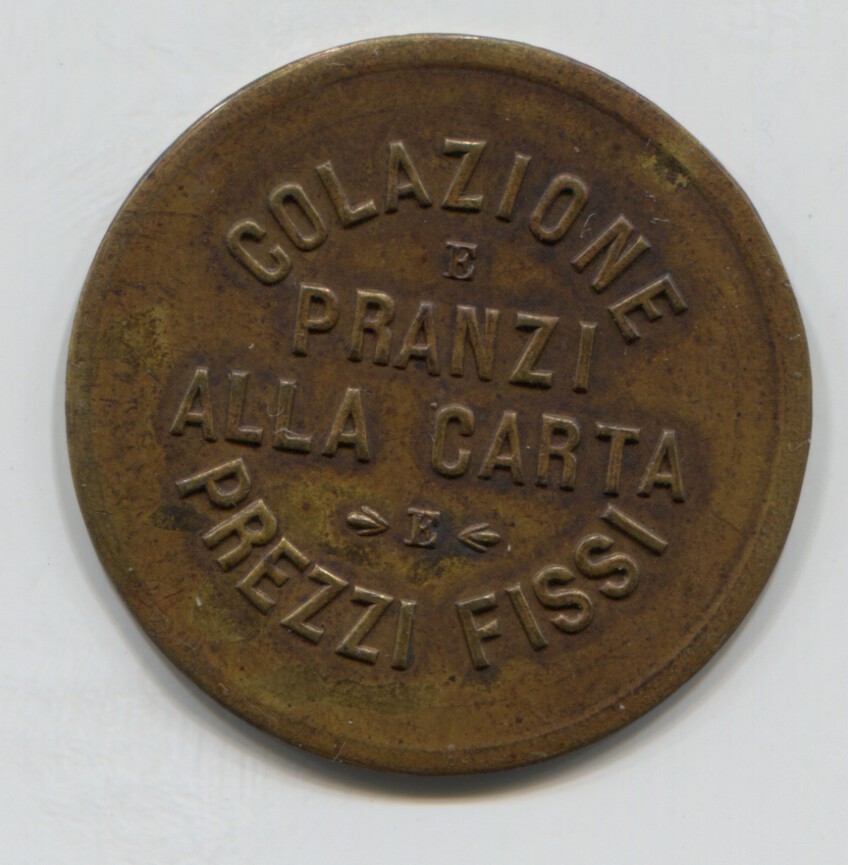 COLAZIONE
E
PRANZI
ALLA CARTA
E
PREZZI FISSI